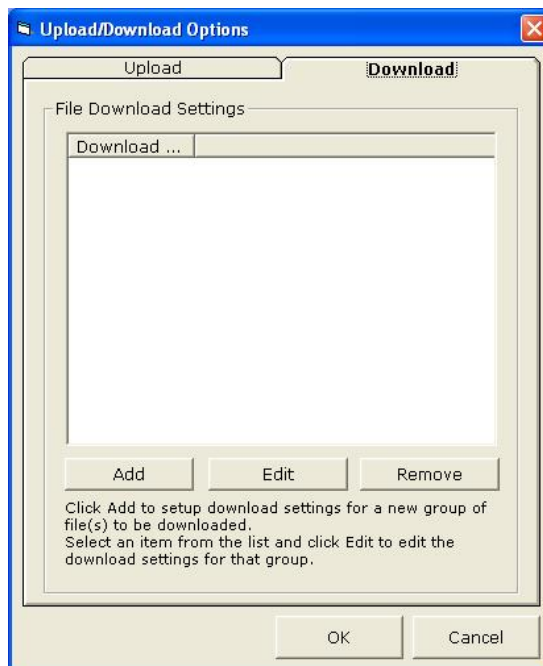 Upload/Download Options
Upload
Download
File Download Settings
Download ...
Add
Edit
Remove
Click Add to setup download settings for a new group of
file(s) to be downloaded.
Select an item from the list and click Edit to edit the
download settings for that group.
OK
Cancel